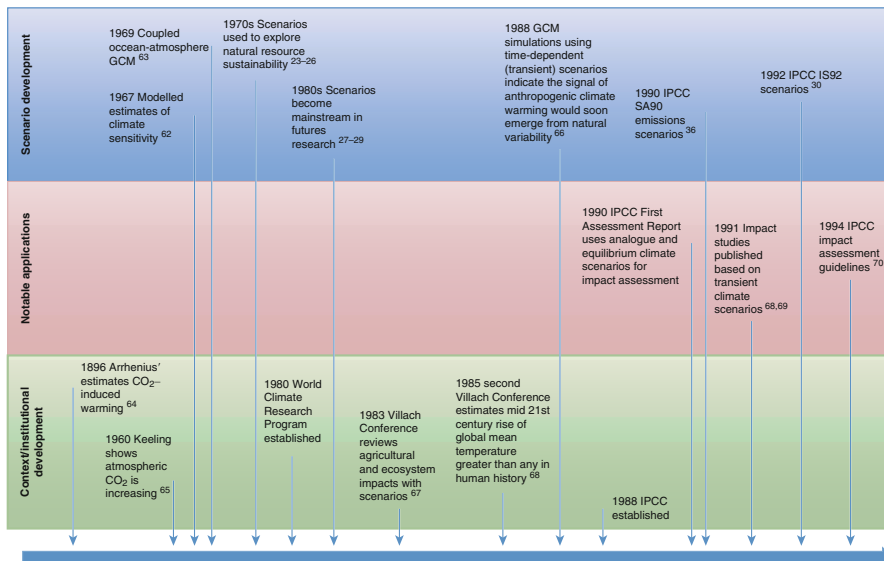 Scenario development
1969 Coupled
occean-atmosphere
GCM 63
1967 Modelled
estimates of
climate
sensitivity 62
1970s Scenarios
used to explore
natural resource
sustainability 23–26
1980s Scenarios
become
mainstream in
futures
research 27–29
1988 GCM
simulations using
time-dependent
(transient) scenarios
indicate the signal of
anthropogenic climate
warming would soon
emerge from natural
variability 66
1990 IPCC
SA90
emissions
scenarios 36
1992 IPCC IS92
scenarios 30
Notable applications
1990 IPCC First
Assessment Report
uses analogue and
equilibrium climate
scenarios for
impact assessment
1991 Impact
studies
published
based on
transient
climate
scenarios 68,69
1994 IPCC
impact
assessment
guidelines 70
Context/institutional
development
1896 Arrhenius'
estimates CO2–
induced
warming 64
1960 Keeling
shows
atmospheric
CO2 is
increasing 65
1980 World
Climate
Research
Program
established
1983 Villach
Conference
reviews
agricultural
and ecosystem
impacts with
scenarios 67
1985 second
Villach Conference
estimates mid 21st
century rise of
global mean
temperature
greater than any in
human history 68
1988 IPCC
established